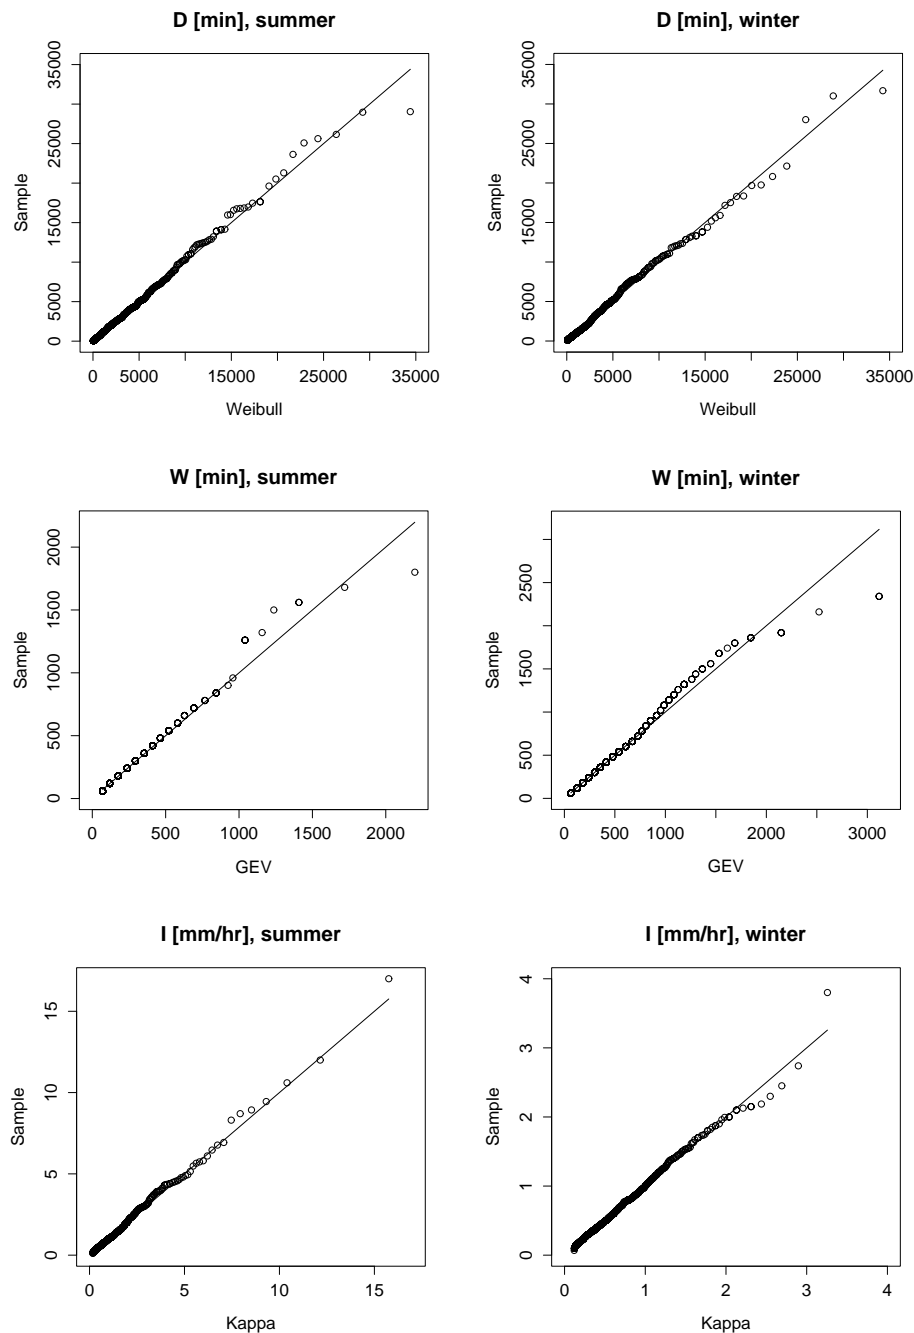 D [min], summer
D [min], winter
Sample
0 5000 15000 25000 35000
0 5000 15000 25000 35000
Weibull
Sample
0 5000 15000 25000 35000
0 5000 15000 25000 35000
Weibull
W [min], summer
W [min], winter
Sample
0 500 1000 1500 2000
0 500 1000 1500 2000
GEV
Sample
0 500 1500 2500
0 500 1000 2000 3000
GEV
I [mm/hr], summer
I [mm/hr], winter
Sample
0 5 10 15
0 5 10 15
Kappa
Sample
0 1 2 3 4
0 1 2 3 4
Kappa